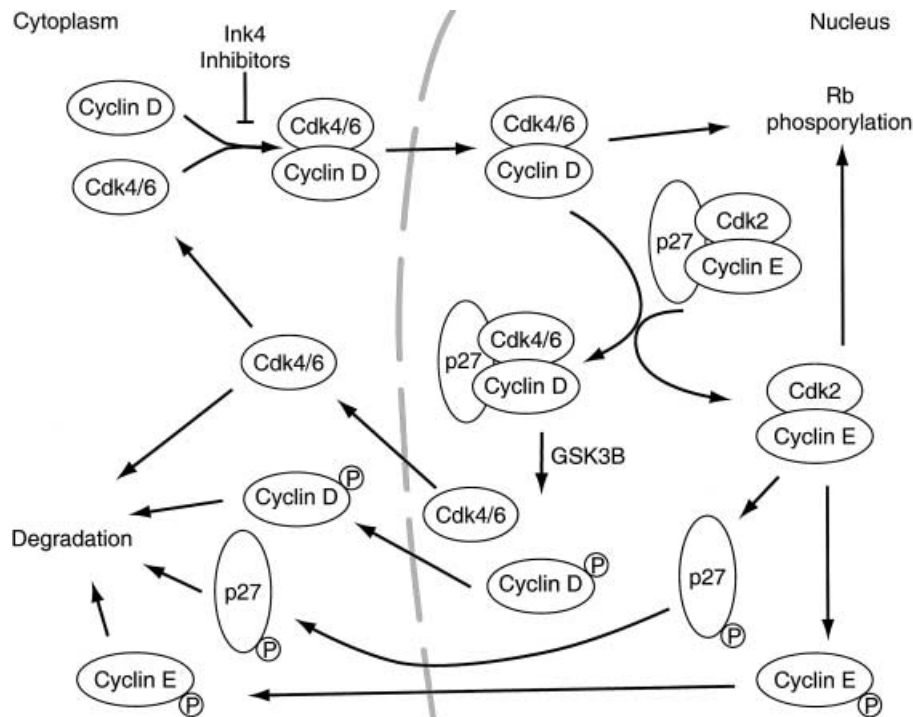 Cytoplasm
Nucleus
Ink4
Inhibitors
Cyclin D
Cdk4/6
Cdk4/6
Cyclin D
Cdk4/6
Cyclin D
Rb
phosporylation
p27
Cdk2
Cyclin E
p27
Cdk4/6
Cyclin D
Cdk4/6
Cdk2
Cyclin E
GSK3B
Cyclin D
P
Cdk4/6
Degradation
p27
P
Cyclin D
P
p27
P
Cyclin E
P
Cyclin E
P